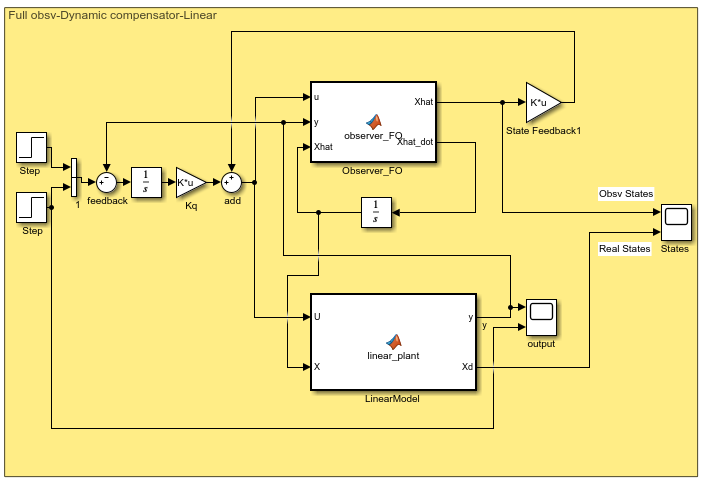 Full obsv-Dynamic compensator-Linear
u
y
Xhat
observer_FO
Xhat
Xhat_dot
Observer_FO
K*u
State Feedback1
Step
Step
1
feedback
1
s
K*u
Kq
add
1
s
Obsv States
Real States
States
U
X
linear_plant
y
Xd
LinearModel
y
output